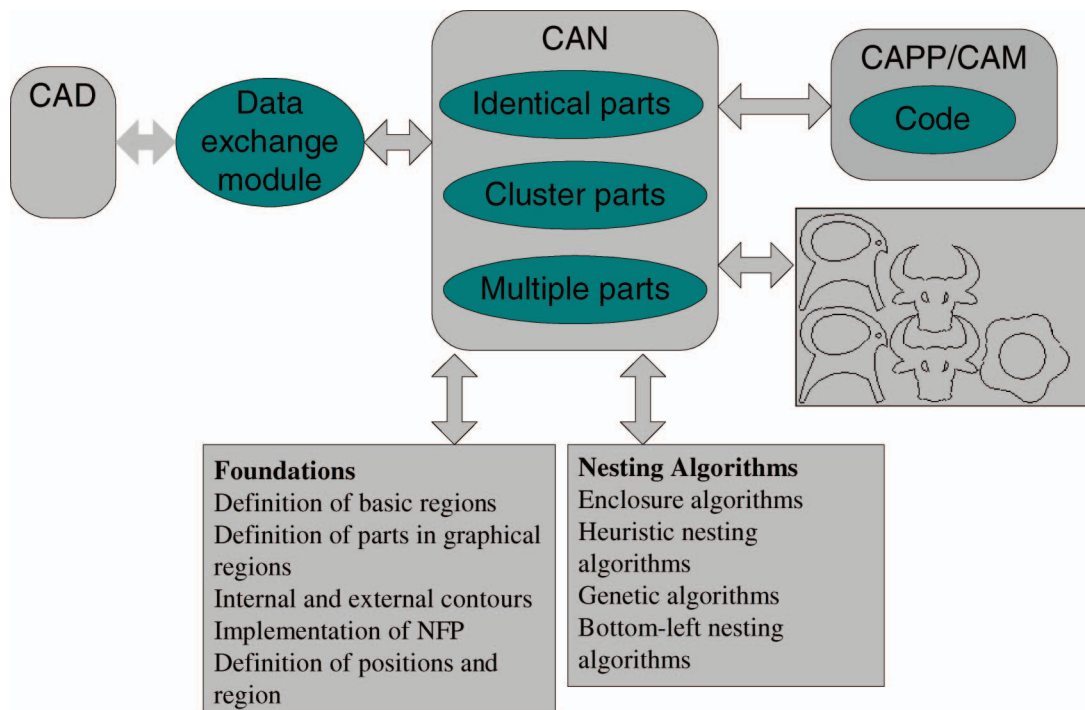 CAD
Data
exchange
module
CAN
Identical parts
Cluster parts
Multiple parts
CAPP/CAM
Code
Foundations
Definition of basic regions
Definition of parts in graphical
regions
Internal and external contours
Implementation of NFP
Definition of positions and
region
Nesting Algorithms
Enclosure algorithms
Heuristic nesting
algorithms
Genetic algorithms
Bottom-left nesting
algorithms